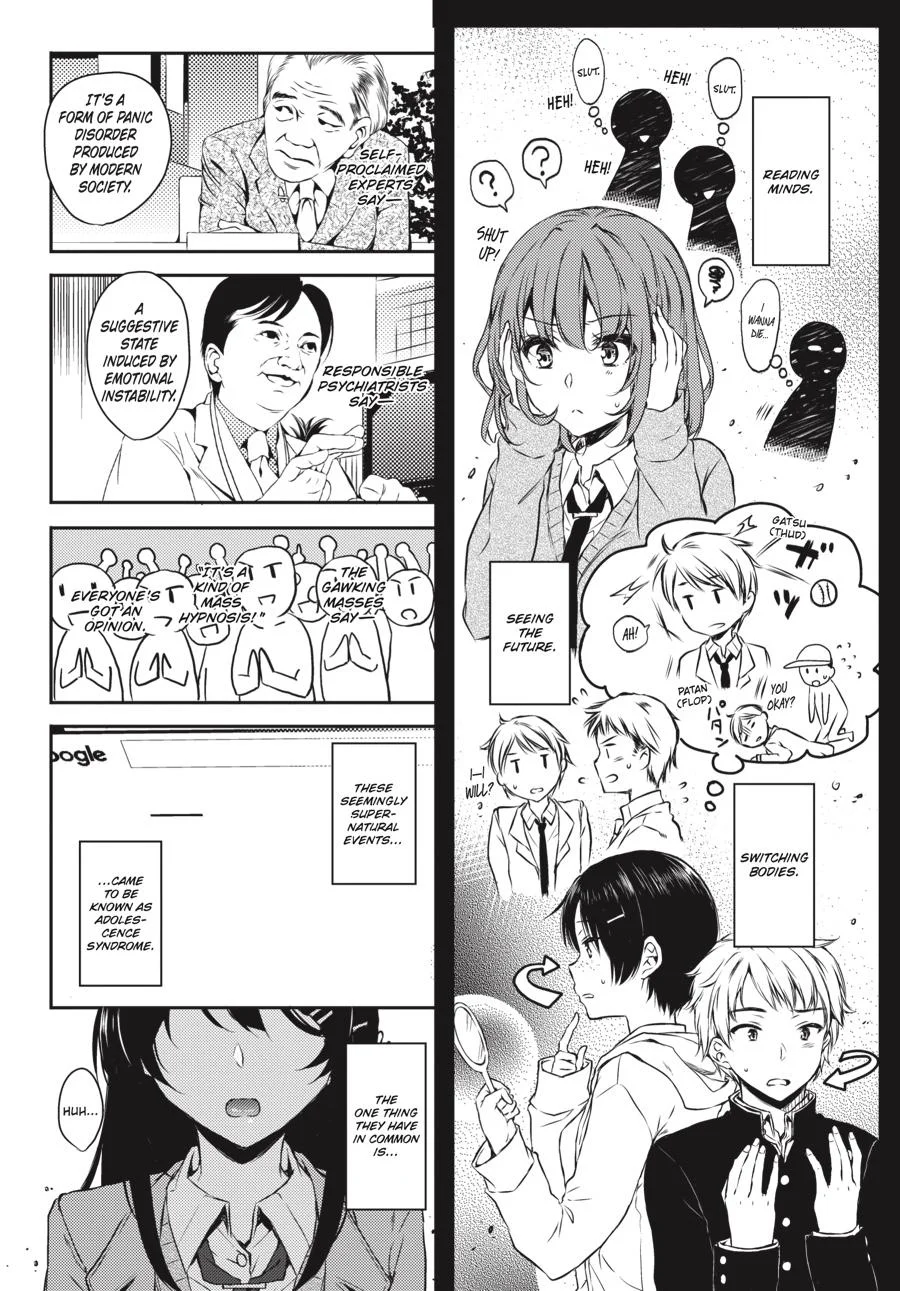 READING
MINDS.
SLUT.
HEH!
SLUT.
HEH!
HEH!
?
?
SHUT
UP!
I
WANNA
DIE...
SEEING
THE
FUTURE.
GATSU
(THUD)
ガ
ッ
AH!
YOU
OKAY?
PATAN
(FLOP)
パ
タ
ン
I-I
WILL?
SWITCHING
BODIES.
SELF-
PROCLAIMED
EXPERTS
SAY—
IT'S A
FORM OF PANIC
DISORDER
PRODUCED
BY MODERN
SOCIETY.
RESPONSIBLE
PSYCHIATRISTS
SAY—
A
SUGGESTIVE
STATE
INDUCED BY
EMOTIONAL
INSTABILITY.
THE
GAWKING
MASSES
SAY—
"IT'S A
KIND OF
MASS
HYPNOSIS!"
EVERYONE'S
GOT AN
OPINION.
oogle
THESE
SEEMINGLY
SUPER-
NATURAL
EVENTS...
...CAME
TO BE
KNOWN AS
ADOLES-
CENCE
SYNDROME.
THE
ONE THING
THEY HAVE
IN COMMON
IS...
HUH...